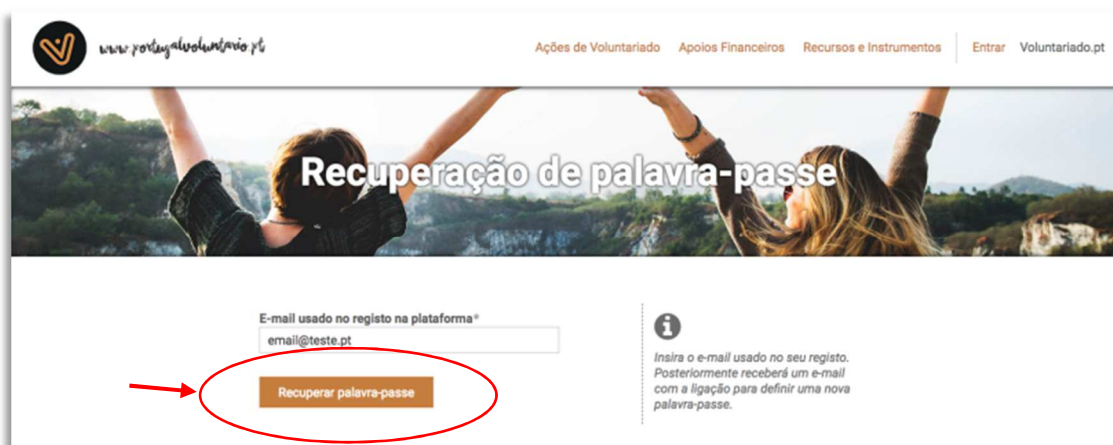 www.portugalvoluntario.pt
Ações de Voluntariado Apoios Financeiros Recursos e Instrumentos Entrar Voluntariado.pt
Recuperação de palavra-passe
E-mail usado no registo na plataforma*
email@teste.pt
Recuperar palavra-passe
Insira o e-mail usado no seu registo.
Posteriormente receberá um e-mail
com a ligação para definir uma nova
palavra-passe.